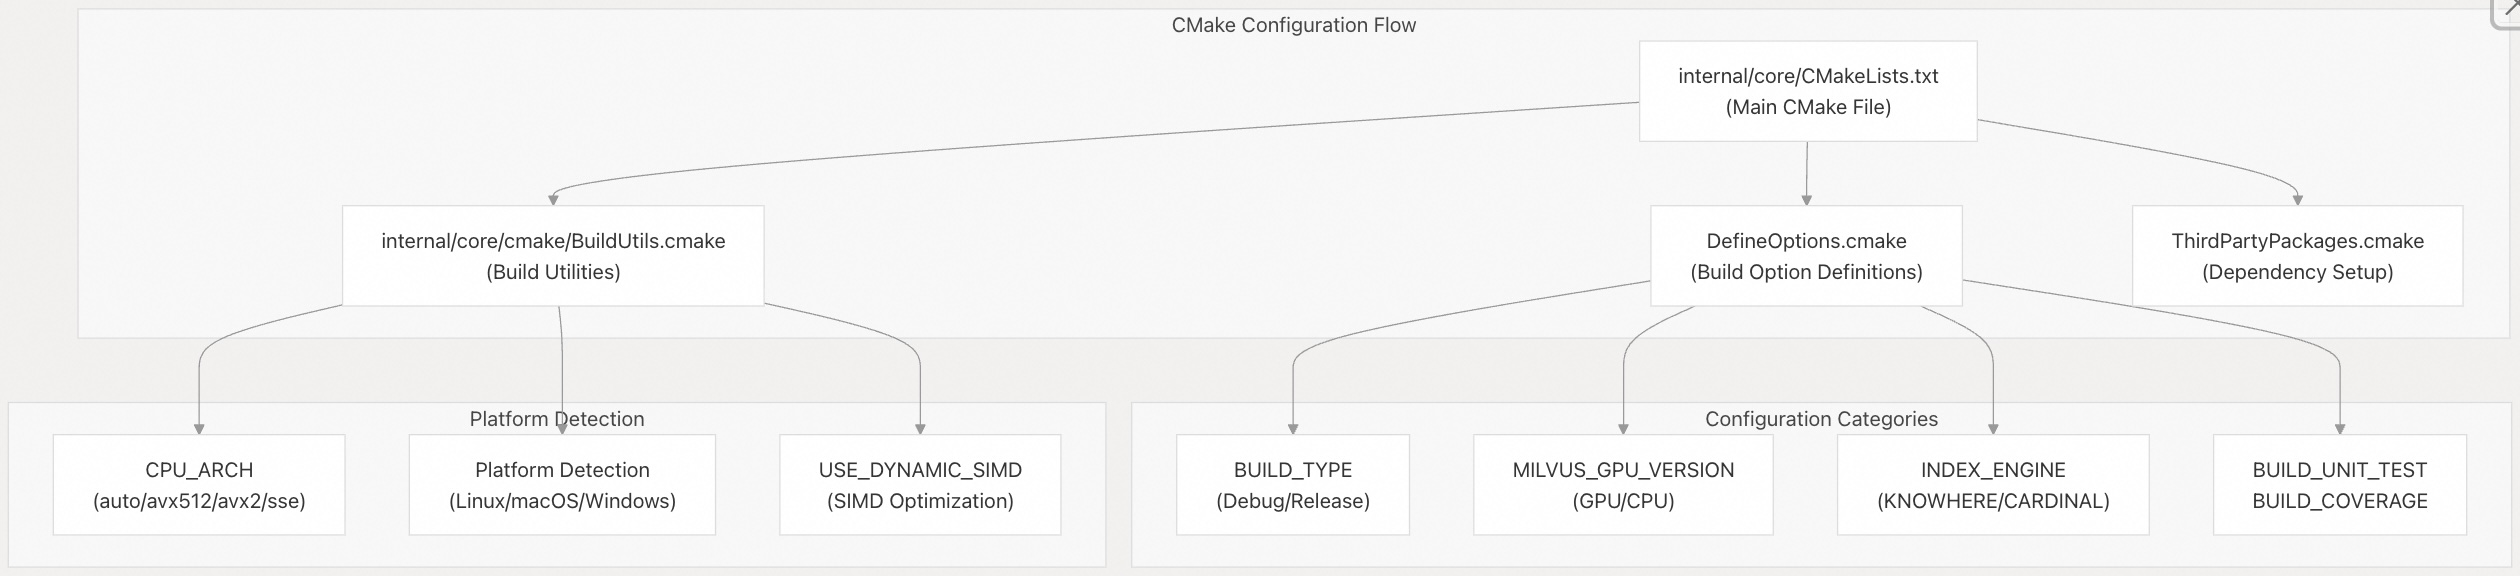 CMake Configuration Flow
internal/core/CMakeLists.txt
(Main CMake File)
internal/core/cmake/BuildUtils.cmake
(Build Utilities)
DefineOptions.cmake
(Build Option Definitions)
ThirdPartyPackages.cmake
(Dependency Setup)
Platform Detection
CPU_ARCH
(auto/avx512/avx2/sse)
Platform Detection
(Linux/macOS/Windows)
USE_DYNAMIC_SIMD
(SIMD Optimization)
Configuration Categories
BUILD_TYPE
(Debug/Release)
MILVUS_GPU_VERSION
(GPU/CPU)
INDEX_ENGINE
(KNOWHERE/CARDINAL)
BUILD_UNIT_TEST
BUILD_COVERAGE